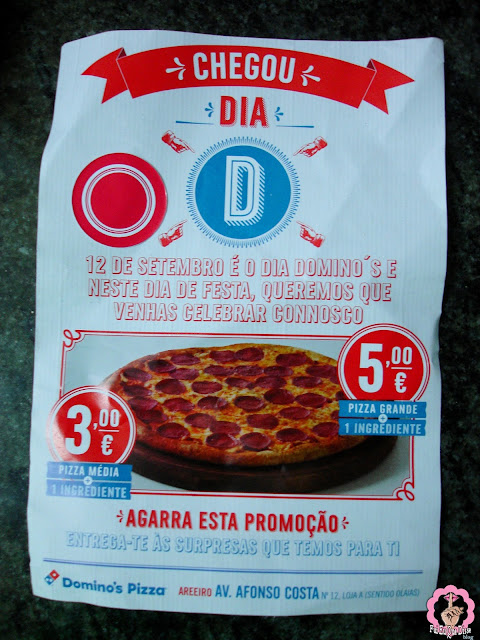 CHEGOU
DIA
D
12 DE SETEMBRO É O DIA DOMINO´S E
NESTE DIA DE FESTA, QUEREMOS QUE
VENHAS CELEBRAR CONNOSCO
5,00
€
PIZZA GRANDE
+
1 INGREDIENTE
3,00
€
PIZZA MÉDIA
+
1 INGREDIENTE
AGARRA ESTA PROMOÇÃO
ENTREGA-TE ÀS SURPRESAS QUE TEMOS PARA TI
Domino's Pizza AREEIRO AV. AFONSO COSTA Nº 12, LOJA A (SENTIDO OLAIAS)
blog